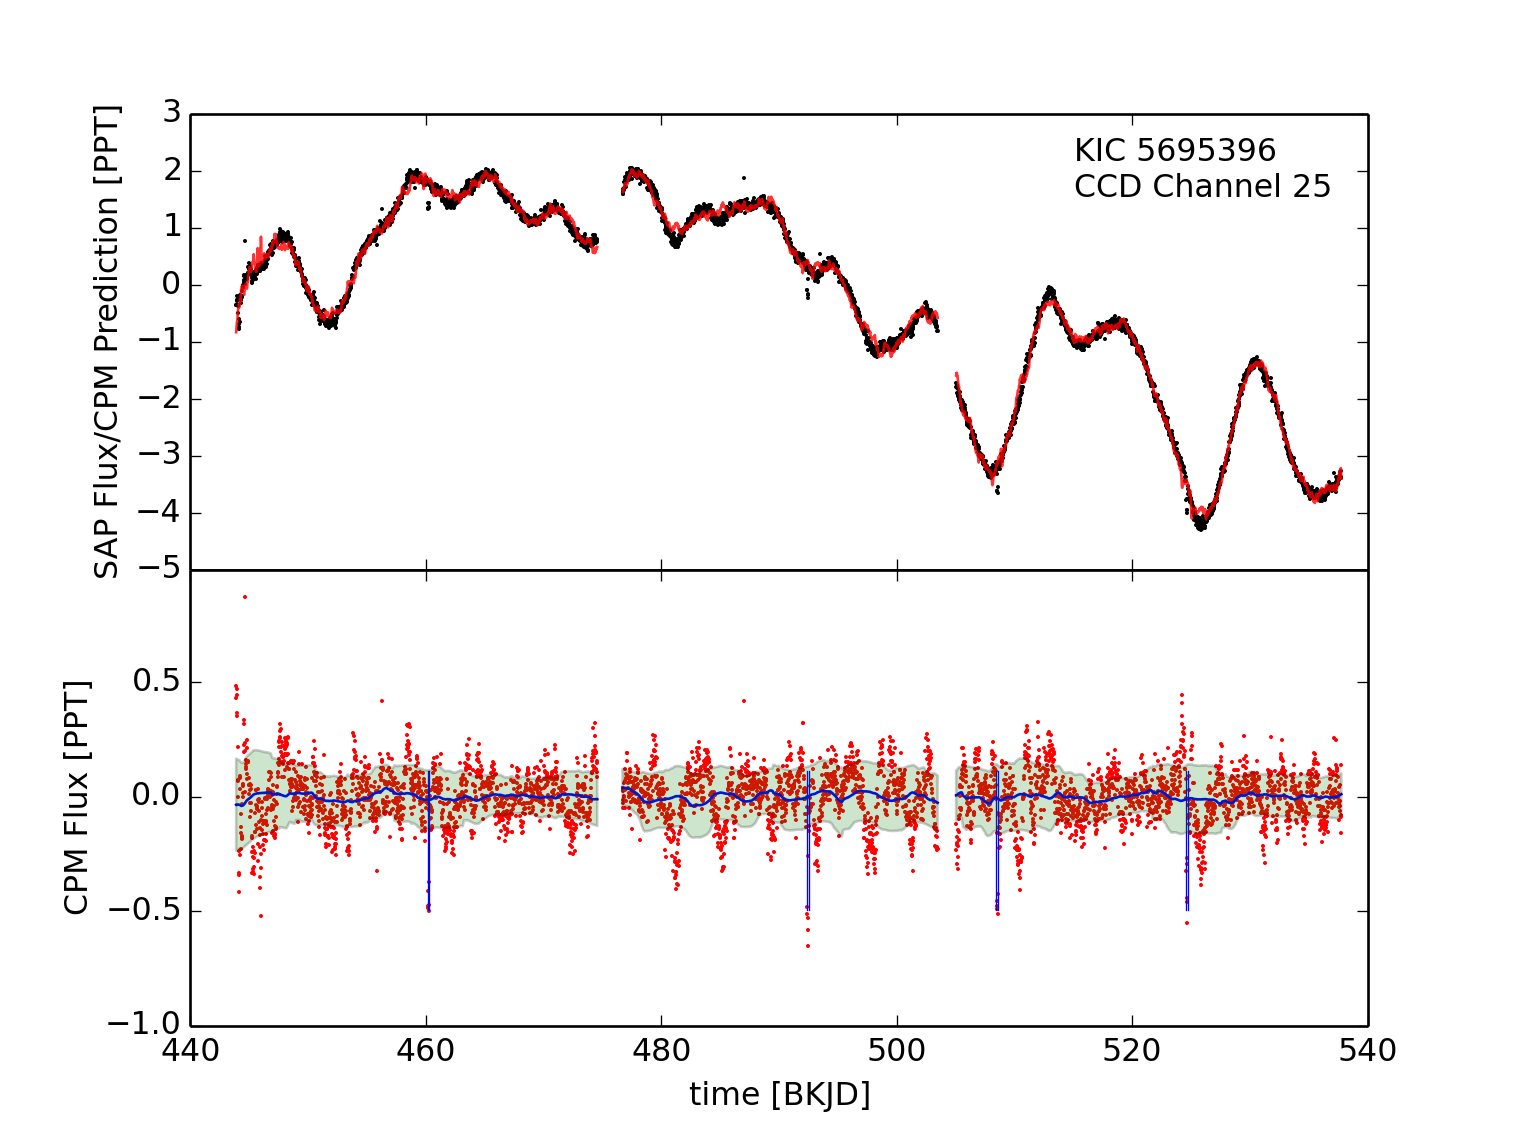 3
2
1
0
−1
−2
−3
−4
−5
SAP Flux/CPM Prediction [PPT]
KIC 5695396
CCD Channel 25
0.5
0.0
−0.5
−1.0
CPM Flux [PPT]
440 460 480 500 520 540
time [BKJD]